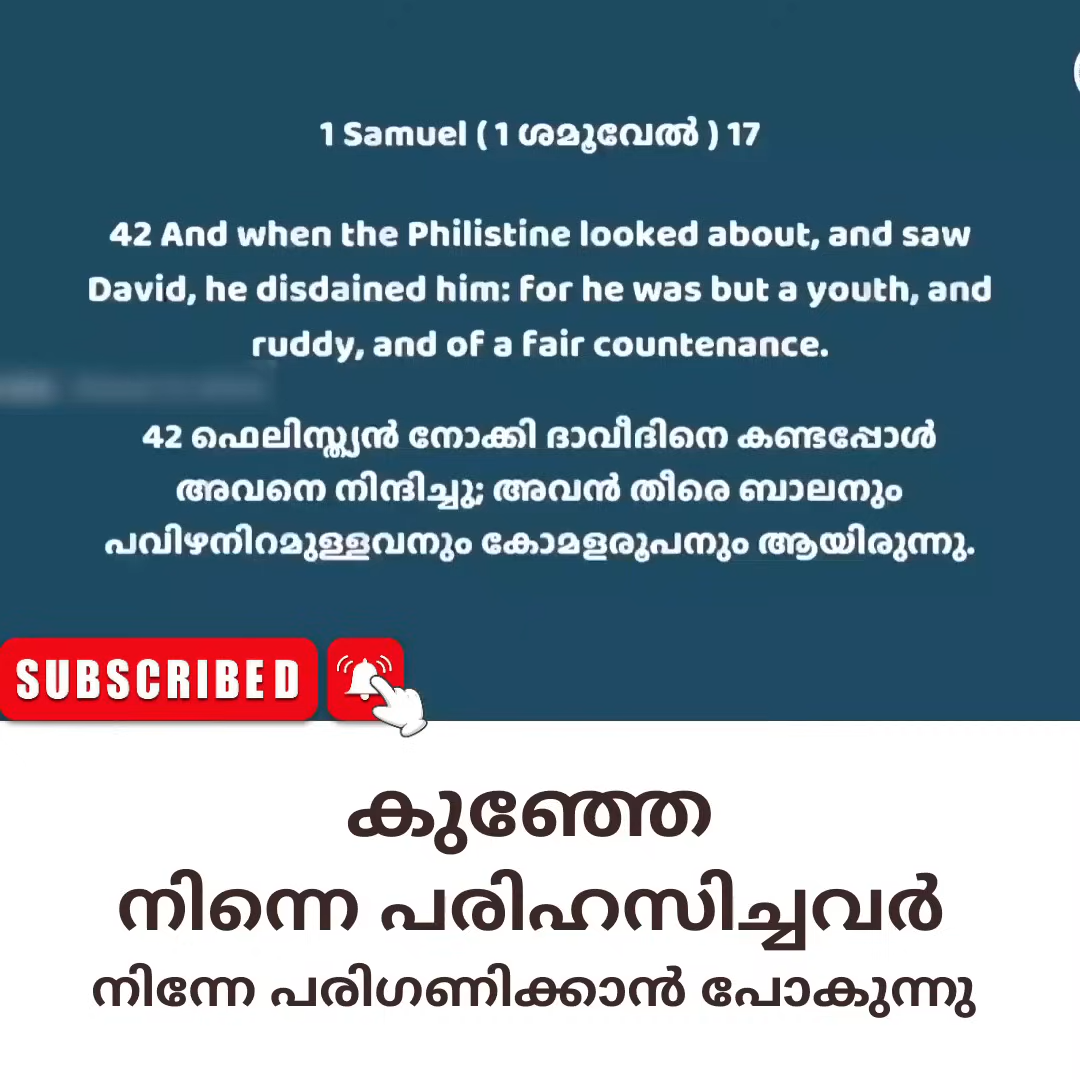 1 Samuel ( 1 ശമൂവേൽ ) 17
42 And when the Philistine looked about, and saw
David, he disdained him: for he was but a youth, and
ruddy, and of a fair countenance.
42 ഫെലിസ്ത്യൻ നോക്കി ദാവീദിനെ കണ്ടപ്പോൾ
അവനെ നിന്ദിച്ചു; അവൻ തീരെ ബാലനും
പവിഴനിറമുള്ളവനും കോമളരൂപനും ആയിരുന്നു.
SUBSCRIBED
കുഞ്ഞേ
നിന്നെ പരിഹസിച്ചവർ
നിന്നേ പരിഗണിക്കാൻ പോകുന്നു